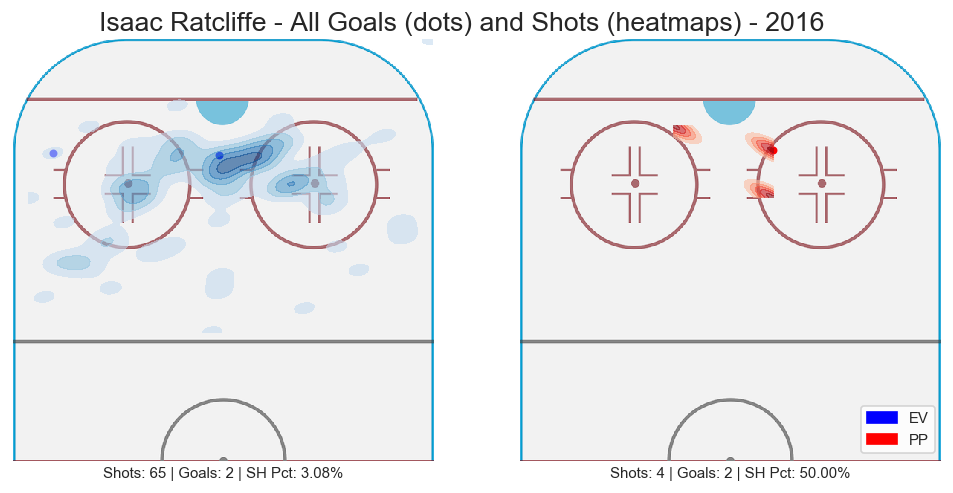 Isaac Ratcliffe - All Goals (dots) and Shots (heatmaps) - 2016
EV
PP
Shots: 65 | Goals: 2 | SH Pct: 3.08%
Shots: 4 | Goals: 2 | SH Pct: 50.00%